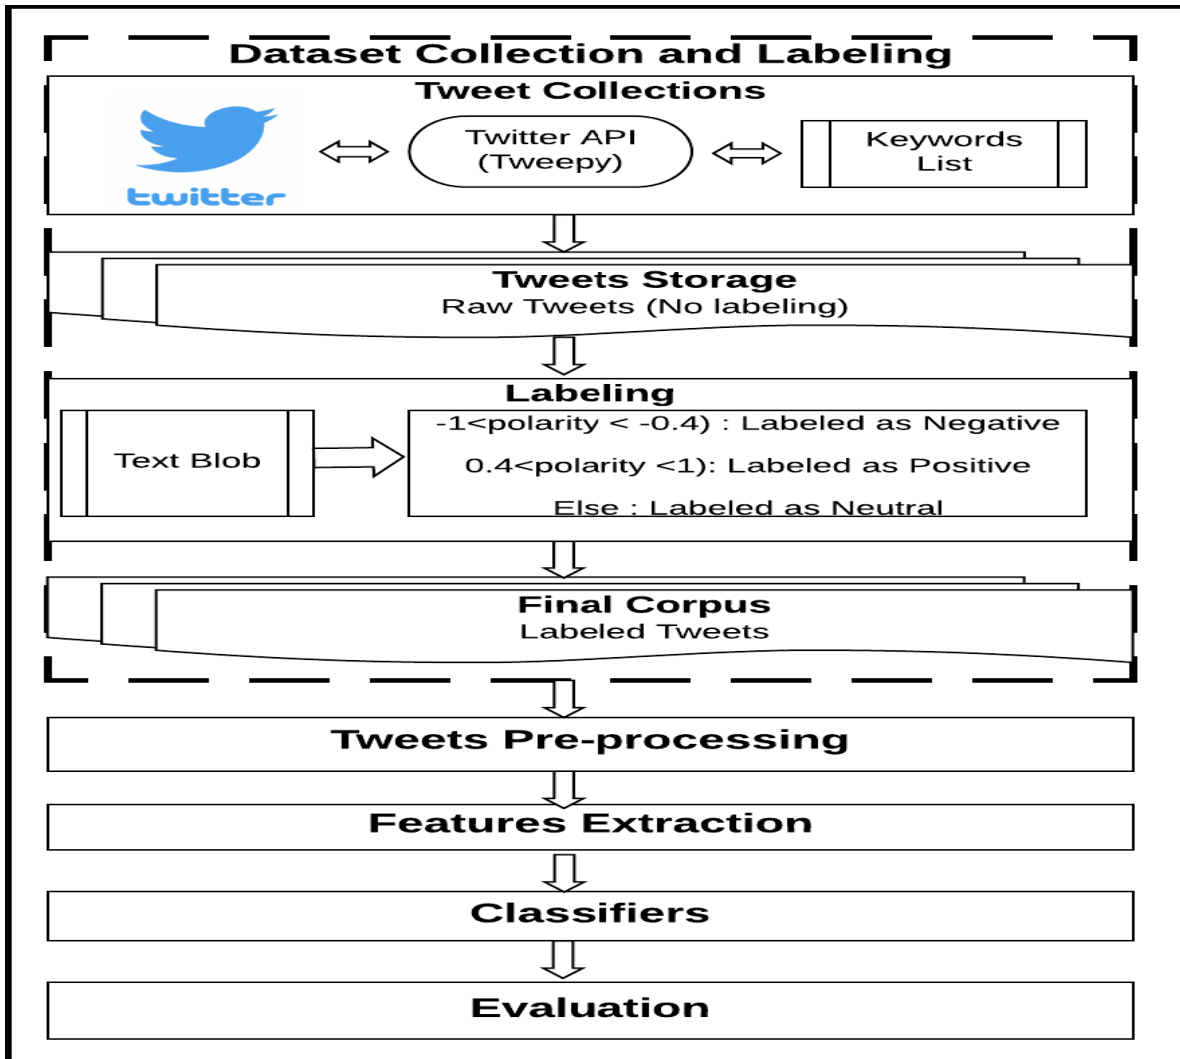 Dataset Collection and Labeling
Tweet Collections
twitter
Twitter API
(Tweepy)
Keywords
List
Tweets Storage
Raw Tweets (No labeling)
Labeling
Text Blob
-1<polarity < -0.4) : Labeled as Negative
0.4<polarity <1): Labeled as Positive
Else : Labeled as Neutral
Final Corpus
Labeled Tweets
Tweets Pre-processing
Features Extraction
Classifiers
Evaluation